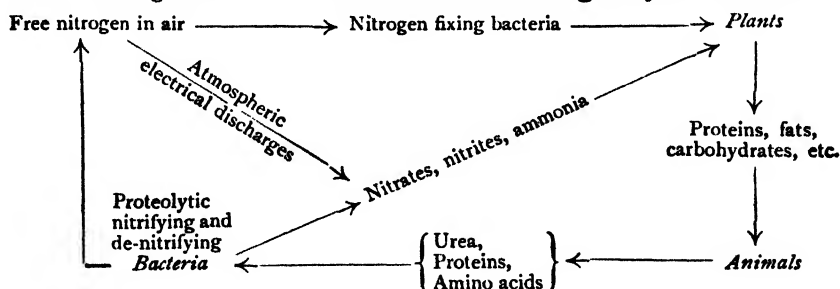 Free nitrogen in air
Nitrogen fixing bacteria
Plants
Atmospheric
electrical discharges
Nitrates, nitrites, ammonia
Proteins, fats,
carbohydrates, etc.
Proteolytic
nitrifying and
de-nitrifying
Bacteria
Urea,
Proteins,
Amino acids
Animals